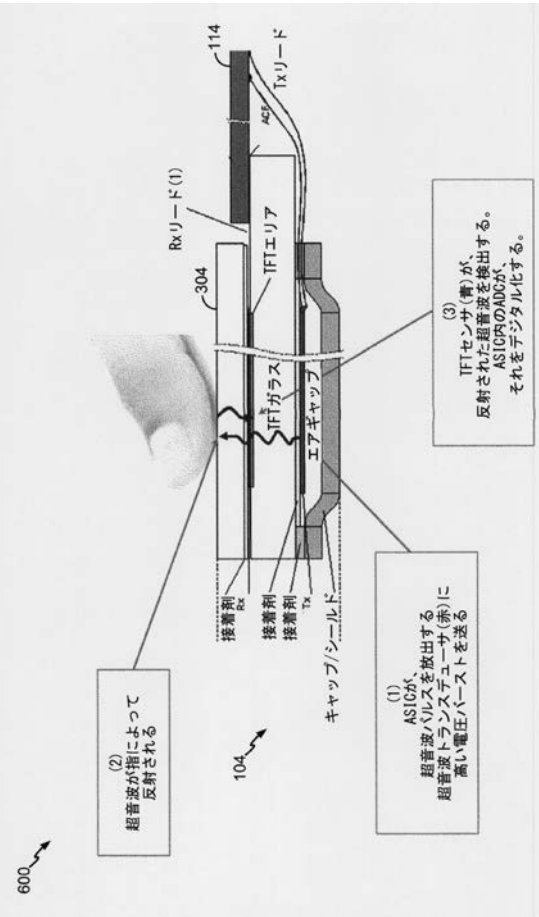 600
(2)
超音波が指によって
反射される
104
304
Rxリード(1)
114
ACF
Txリード
TFTエリア
TFTガラス
エアギャップ
接着剤
Rx
接着剤
接着剤
Tx
キャップ/シールド
(1)
ASICが、
超音波パルスを放出する
超音波トランスデューサ(赤)に
高い電圧バーストを送る
(3)
TFTセンサ(青)が、
反射された超音波を検出する。
ASIC内のADCが、
それをデジタル化する。